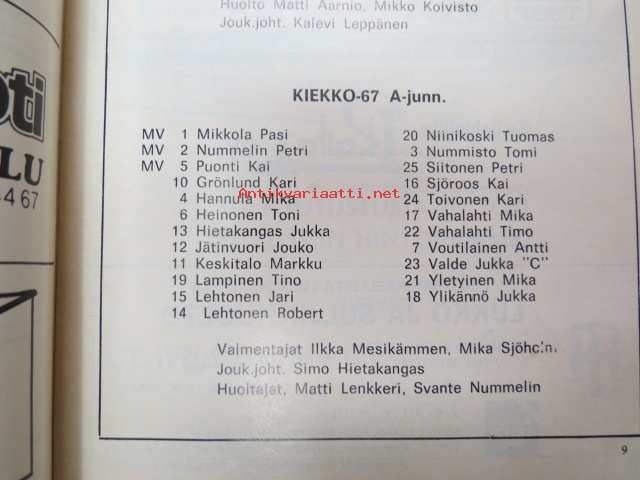 Huolto Matti Aarnio, Mikko Koivisto
Jouk.joht. Kalevi Leppänen
KIEKKO-67 A-junn.
MV 1 Mikkola Pasi
MV 2 Nummelin Petri
MV 5 Puonti Kai
10 Grönlund Kari
4 Hannula Mika
6 Heinonen Toni
13 Hietakangas Jukka
12 Jätinvuori Jouko
11 Keskitalo Markku
19 Lampinen Tino
15 Lehtonen Jari
14 Lehtonen Robert
20 Niinikoski Tuomas
3 Nummisto Tomi
25 Siitonen Petri
16 Sjöroos Kai
24 Toivonen Kari
17 Vahalahti Mika
22 Vahalahti Timo
7 Voutilainen Antti
23 Valde Jukka "C"
21 Yletyinen Mika
18 Ylikännö Jukka
Valmentajat Ilkka Mesikämmen, Mika
Jouk.joht. Simo Hietakangas
Huoltajat, Matti Lenkkeri, Svante Nummelin
9
oti
LU
4 67
Antikvariaatti.net